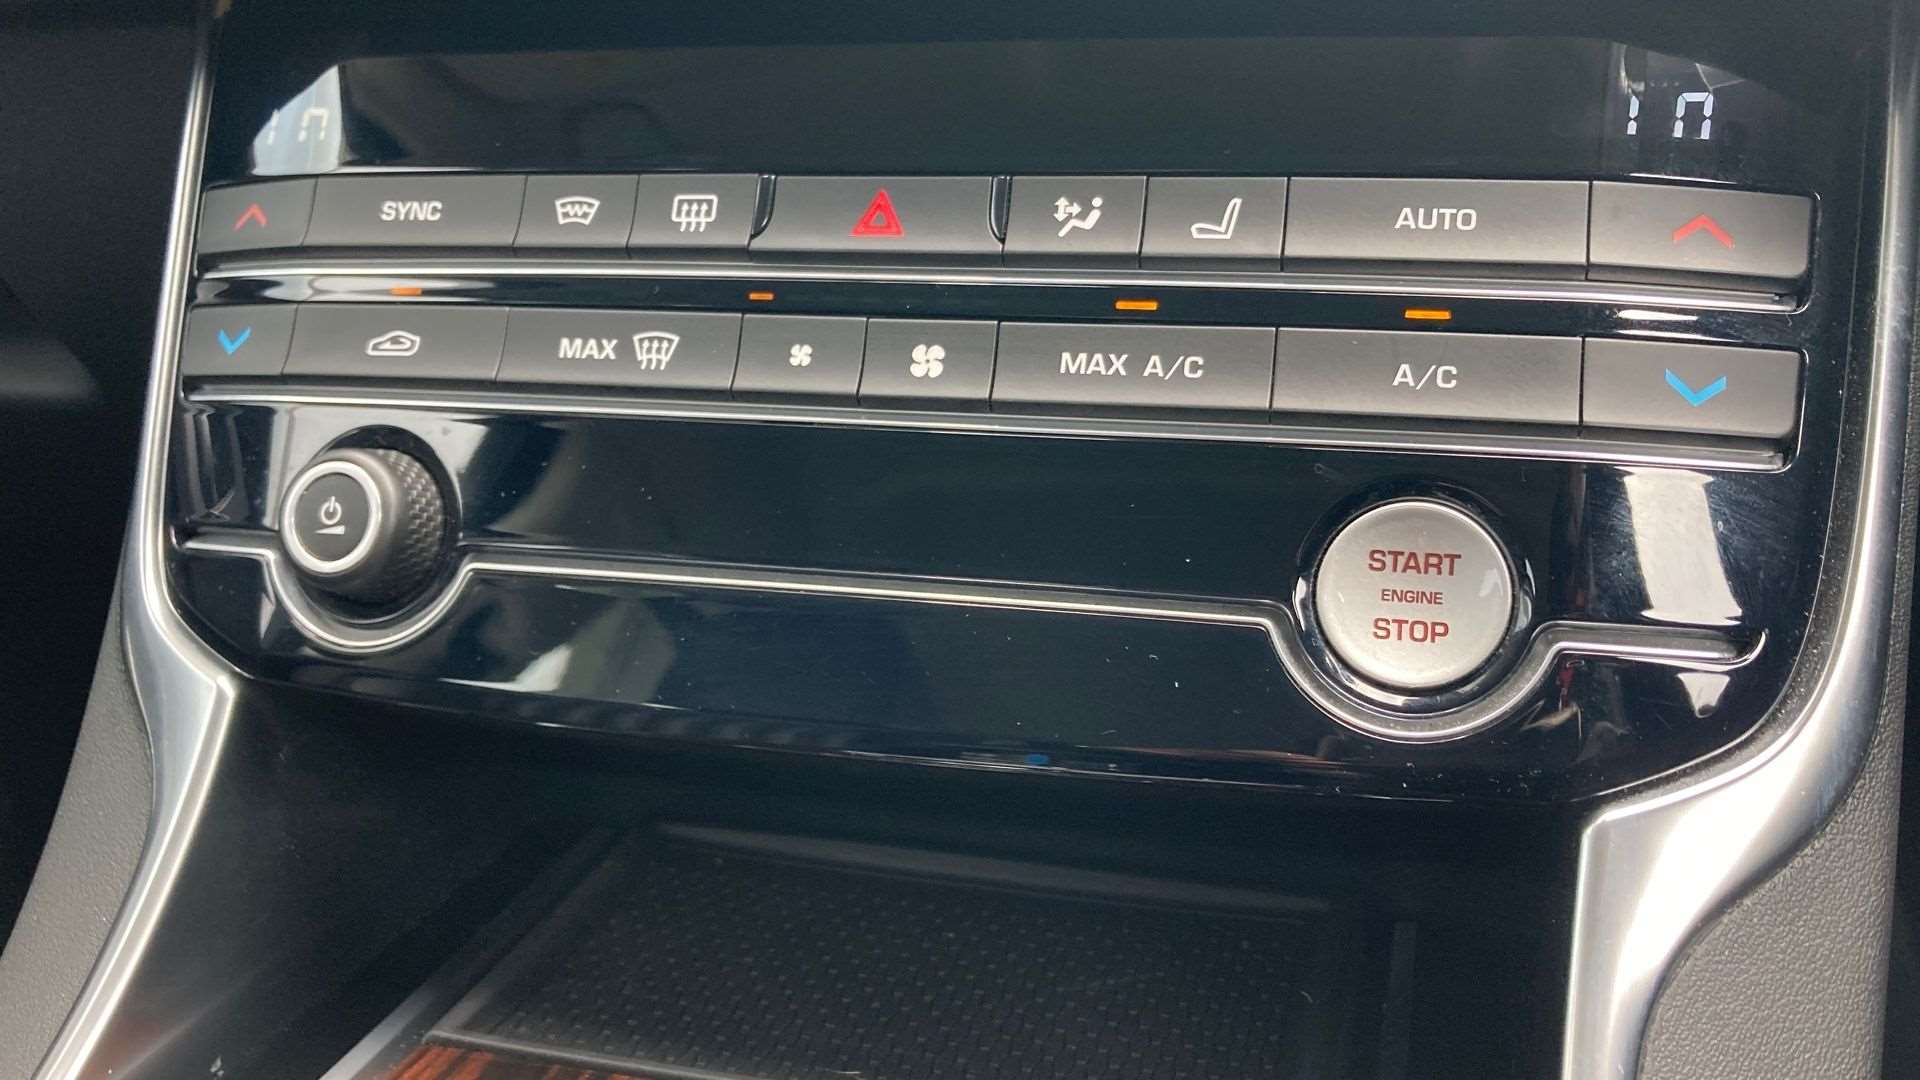 SYNC
AUTO
MAX
MAX A/C
A/C
START
ENGINE
STOP